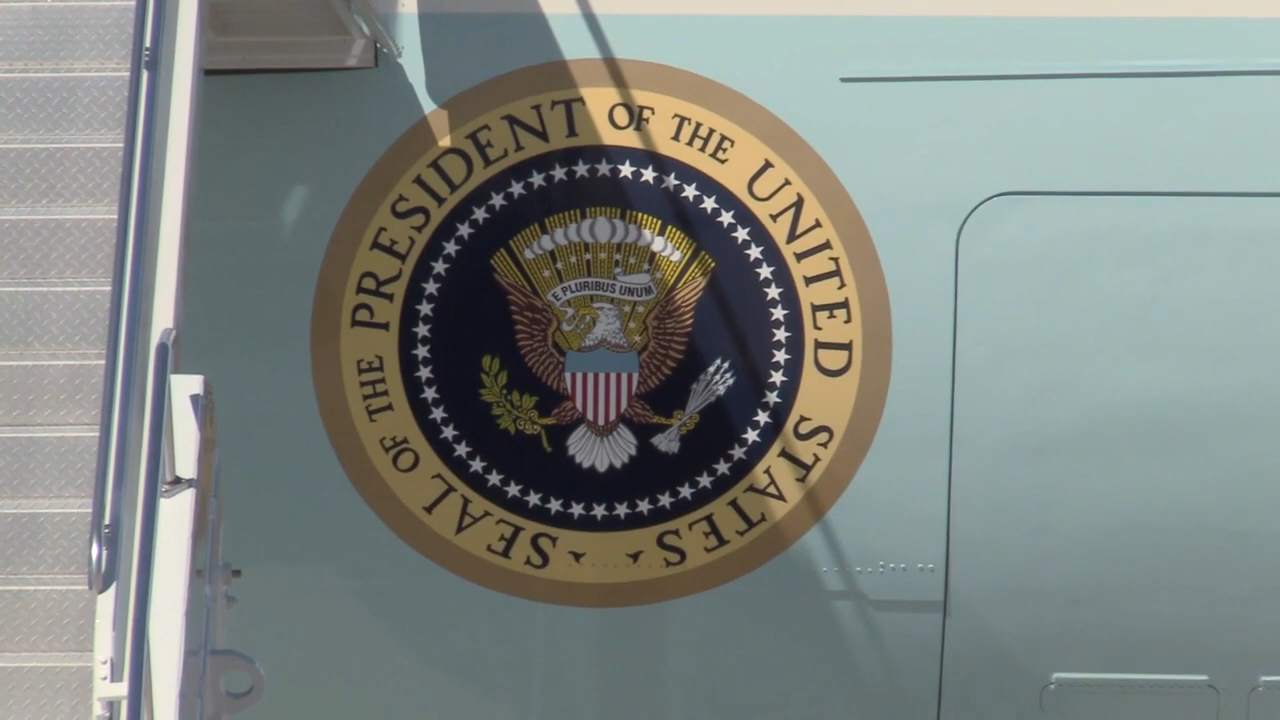 SEAL OF THE PRESIDENT OF THE UNITED STATES
E PLURIBUS UNUM